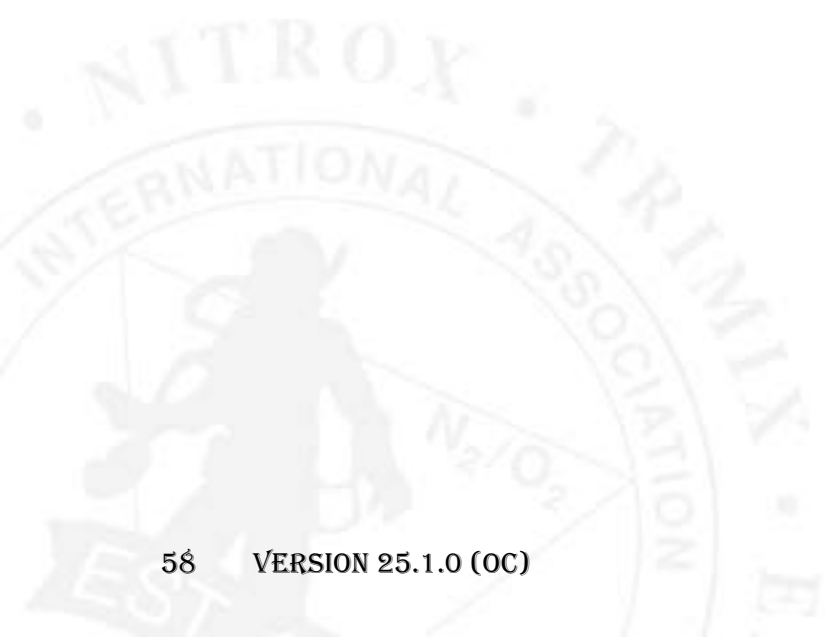 • NITROX • TRIMIX • E
INTERNATIONAL ASSOCIATION
N₂/O₂
EST
58 VERSION 25.1.0 (OC)